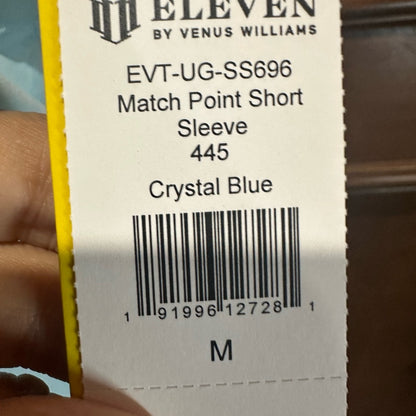 ELEVEN
BY VENUS WILLIAMS
EVT-UG-SS696
Match Point Short
Sleeve
445
Crystal Blue
1 91996 12728 1
M